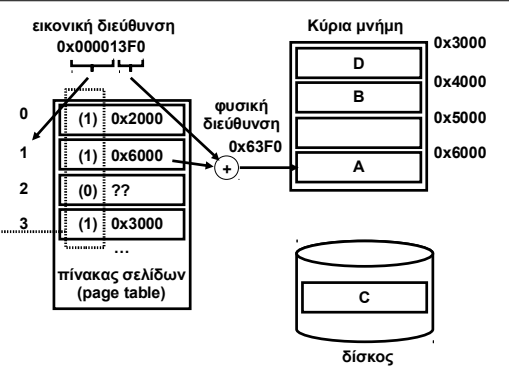 εικονική διεύθυνση
0x000013F0
0
(1) 0x2000
1
(1) 0x6000
2
(0) ??
3
(1) 0x3000
...
πίνακας σελίδων
(page table)
φυσική
διεύθυνση
0x63F0
+
Κύρια μνήμη
0x3000
D
0x4000
B
0x5000
0x6000
A
C
δίσκος